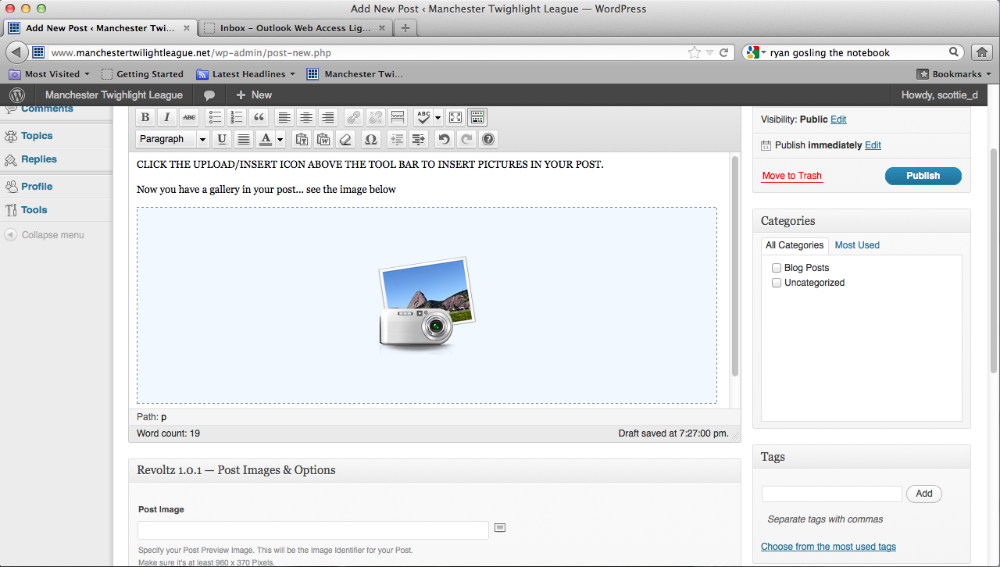 Add New Post ‹ Manchester Twighlight League — WordPress
Add New Post ‹ Manchester Twi...
Inbox – Outlook Web Access Lig...
www.manchestertwilightleague.net/wp-admin/post-new.php
ryan gosling the notebook
Most Visited
Getting Started
Latest Headlines
Manchester Twi...
Bookmarks
Manchester Twighlight League
New
Howdy, scottie_d
Comments
Topics
Replies
Profile
Tools
Collapse menu
B I ABC ABC
Paragraph U A Ω
CLICK THE UPLOAD/INSERT ICON ABOVE THE TOOL BAR TO INSERT PICTURES IN YOUR POST.
Now you have a gallery in your post... see the image below
Path: p
Word count: 19
Draft saved at 7:27:00 pm.
Revoltz 1.0.1 — Post Images & Options
Post Image
Specify your Post Preview Image. This will be the Image Identifier for your Post.
Make sure it's at least 960 x 370 Pixels.
Visibility: Public Edit
Publish immediately Edit
Move to Trash
Publish
Categories
All Categories
Most Used
Blog Posts
Uncategorized
Tags
Add
Separate tags with commas
Choose from the most used tags